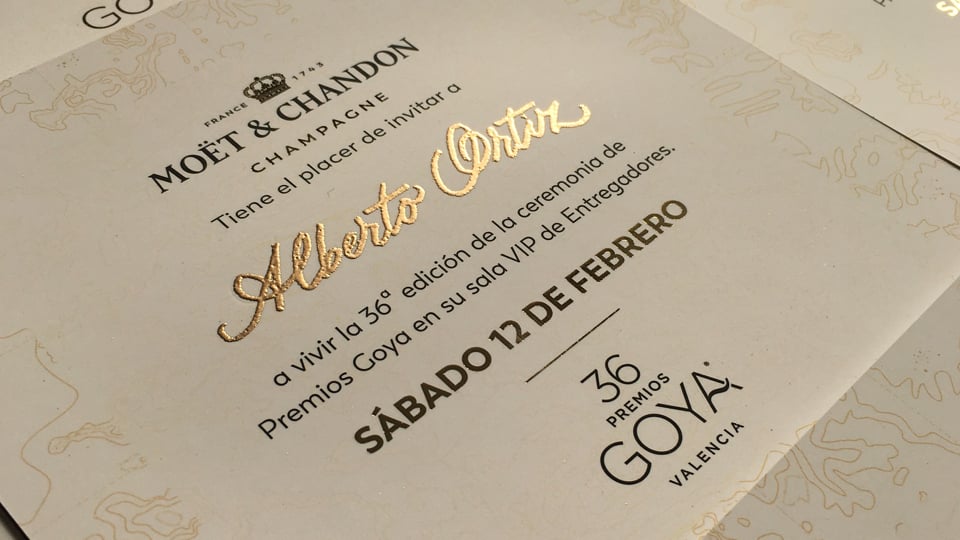 GO
FRANCE 1743
MOËT & CHANDON
CHAMPAGNE
Tiene el placer de invitar a
Alberto Ortiz
a vivir la 36ª edición de la ceremonia de
Premios Goya en su sala VIP de Entregadores.
SÁBADO 12 DE FEBRERO
36
PREMIOS
GOYA
VALENCIA